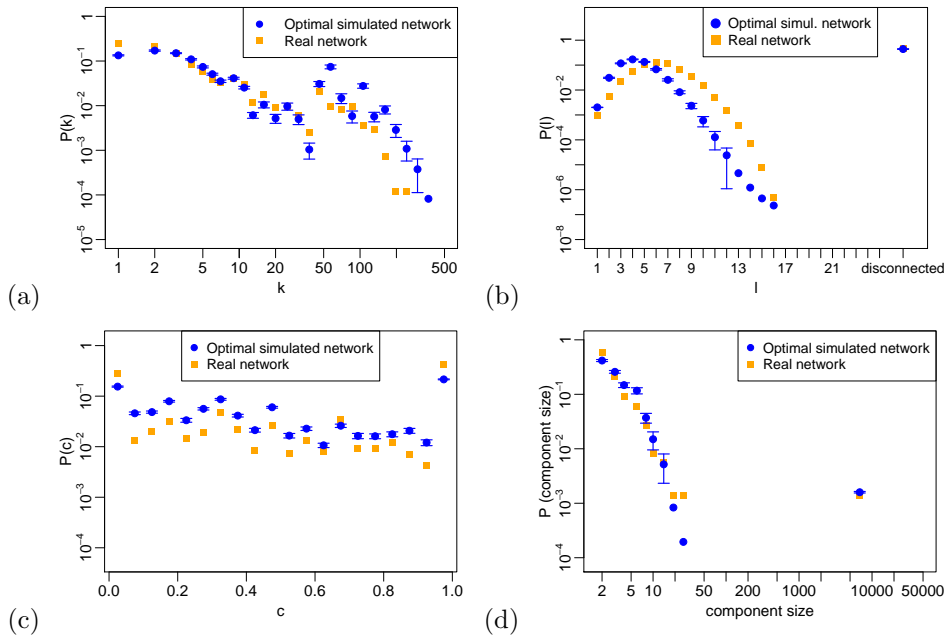 1
10⁻¹
10⁻²
10⁻³
10⁻⁴
10⁻⁵
P(k)
Optimal simulated network
Real network
1 2 5 10 20 50 100 500
k
(a)
1
10⁻²
10⁻⁴
10⁻⁶
10⁻⁸
P(l)
Optimal simul. network
Real network
1 3 5 7 9 13 17 21 disconnected
l
(b)
1
10⁻¹
10⁻²
10⁻³
10⁻⁴
P(c)
Optimal simulated network
Real network
0.0 0.2 0.4 0.6 0.8 1.0
c
(c)
1
10⁻¹
10⁻²
10⁻³
10⁻⁴
P (component size)
Optimal simulated network
Real network
2 5 10 50 200 1000 10000 50000
component size
(d)